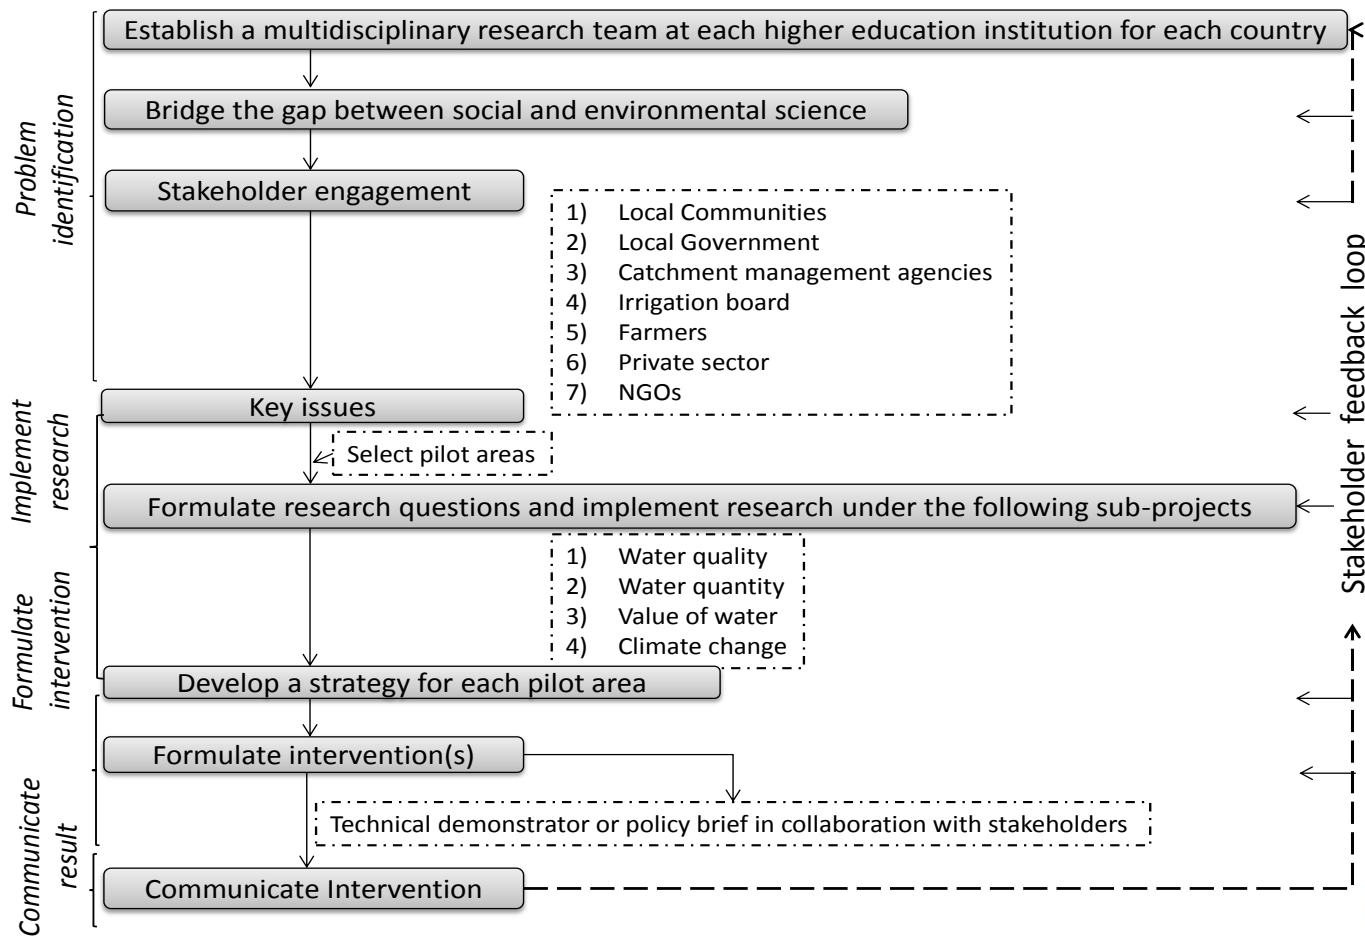 Establish a multidisciplinary research team at each higher education institution for each country
Bridge the gap between social and environmental science
Problem
identification
Stakeholder engagement
1) Local Communities
2) Local Government
3) Catchment management agencies
4) Irrigation board
5) Farmers
6) Private sector
7) NGOs
Key issues
Select pilot areas
Implement
research
Formulate research questions and implement research under the following sub-projects
1) Water quality
2) Water quantity
3) Value of water
4) Climate change
Formulate
intervention
Develop a strategy for each pilot area
Formulate intervention(s)
Technical demonstrator or policy brief in collaboration with stakeholders
Communicate
result
Communicate Intervention
Stakeholder feedback loop